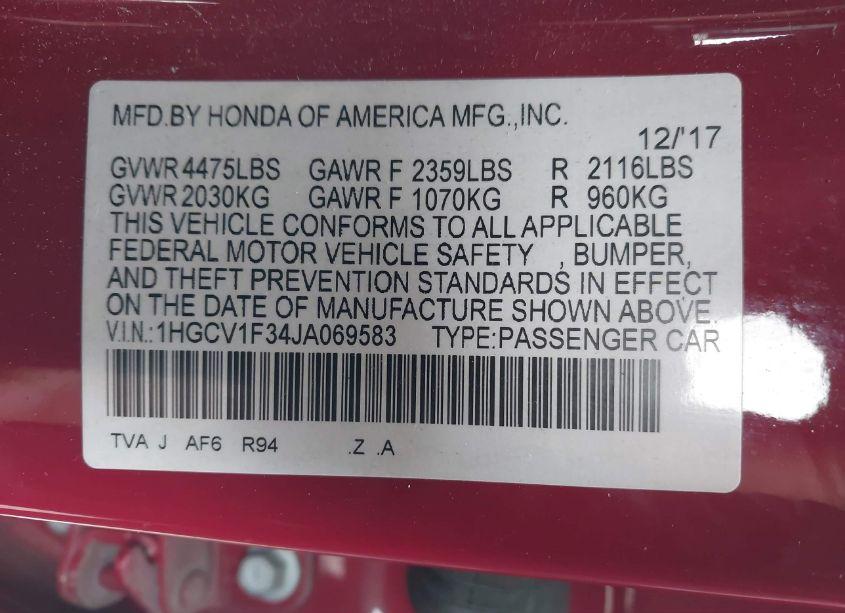 MFD.BY HONDA OF AMERICA MFG.,INC.
12/'17
GVWR 4475LBS GAWR F 2359LBS R 2116LBS
GVWR 2030KG GAWR F 1070KG R 960KG
THIS VEHICLE CONFORMS TO ALL APPLICABLE
FEDERAL MOTOR VEHICLE SAFETY , BUMPER,
AND THEFT PREVENTION STANDARDS IN EFFECT
ON THE DATE OF MANUFACTURE SHOWN ABOVE.
V.I.N.:1HGCV1F34JA069583 TYPE:PASSENGER CAR
TVA J AF6 R94 .Z .A